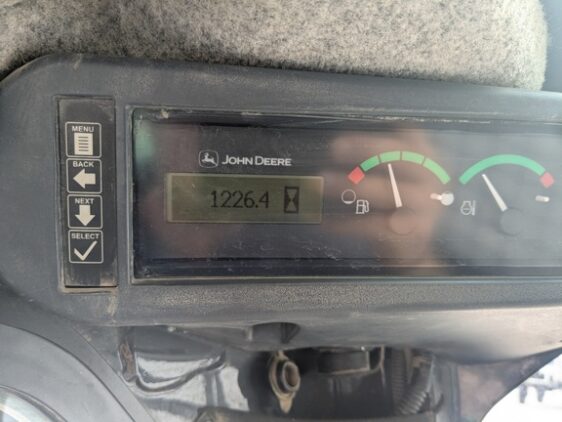 MENU
BACK
NEXT
SELECT
JOHN DEERE
1226.4